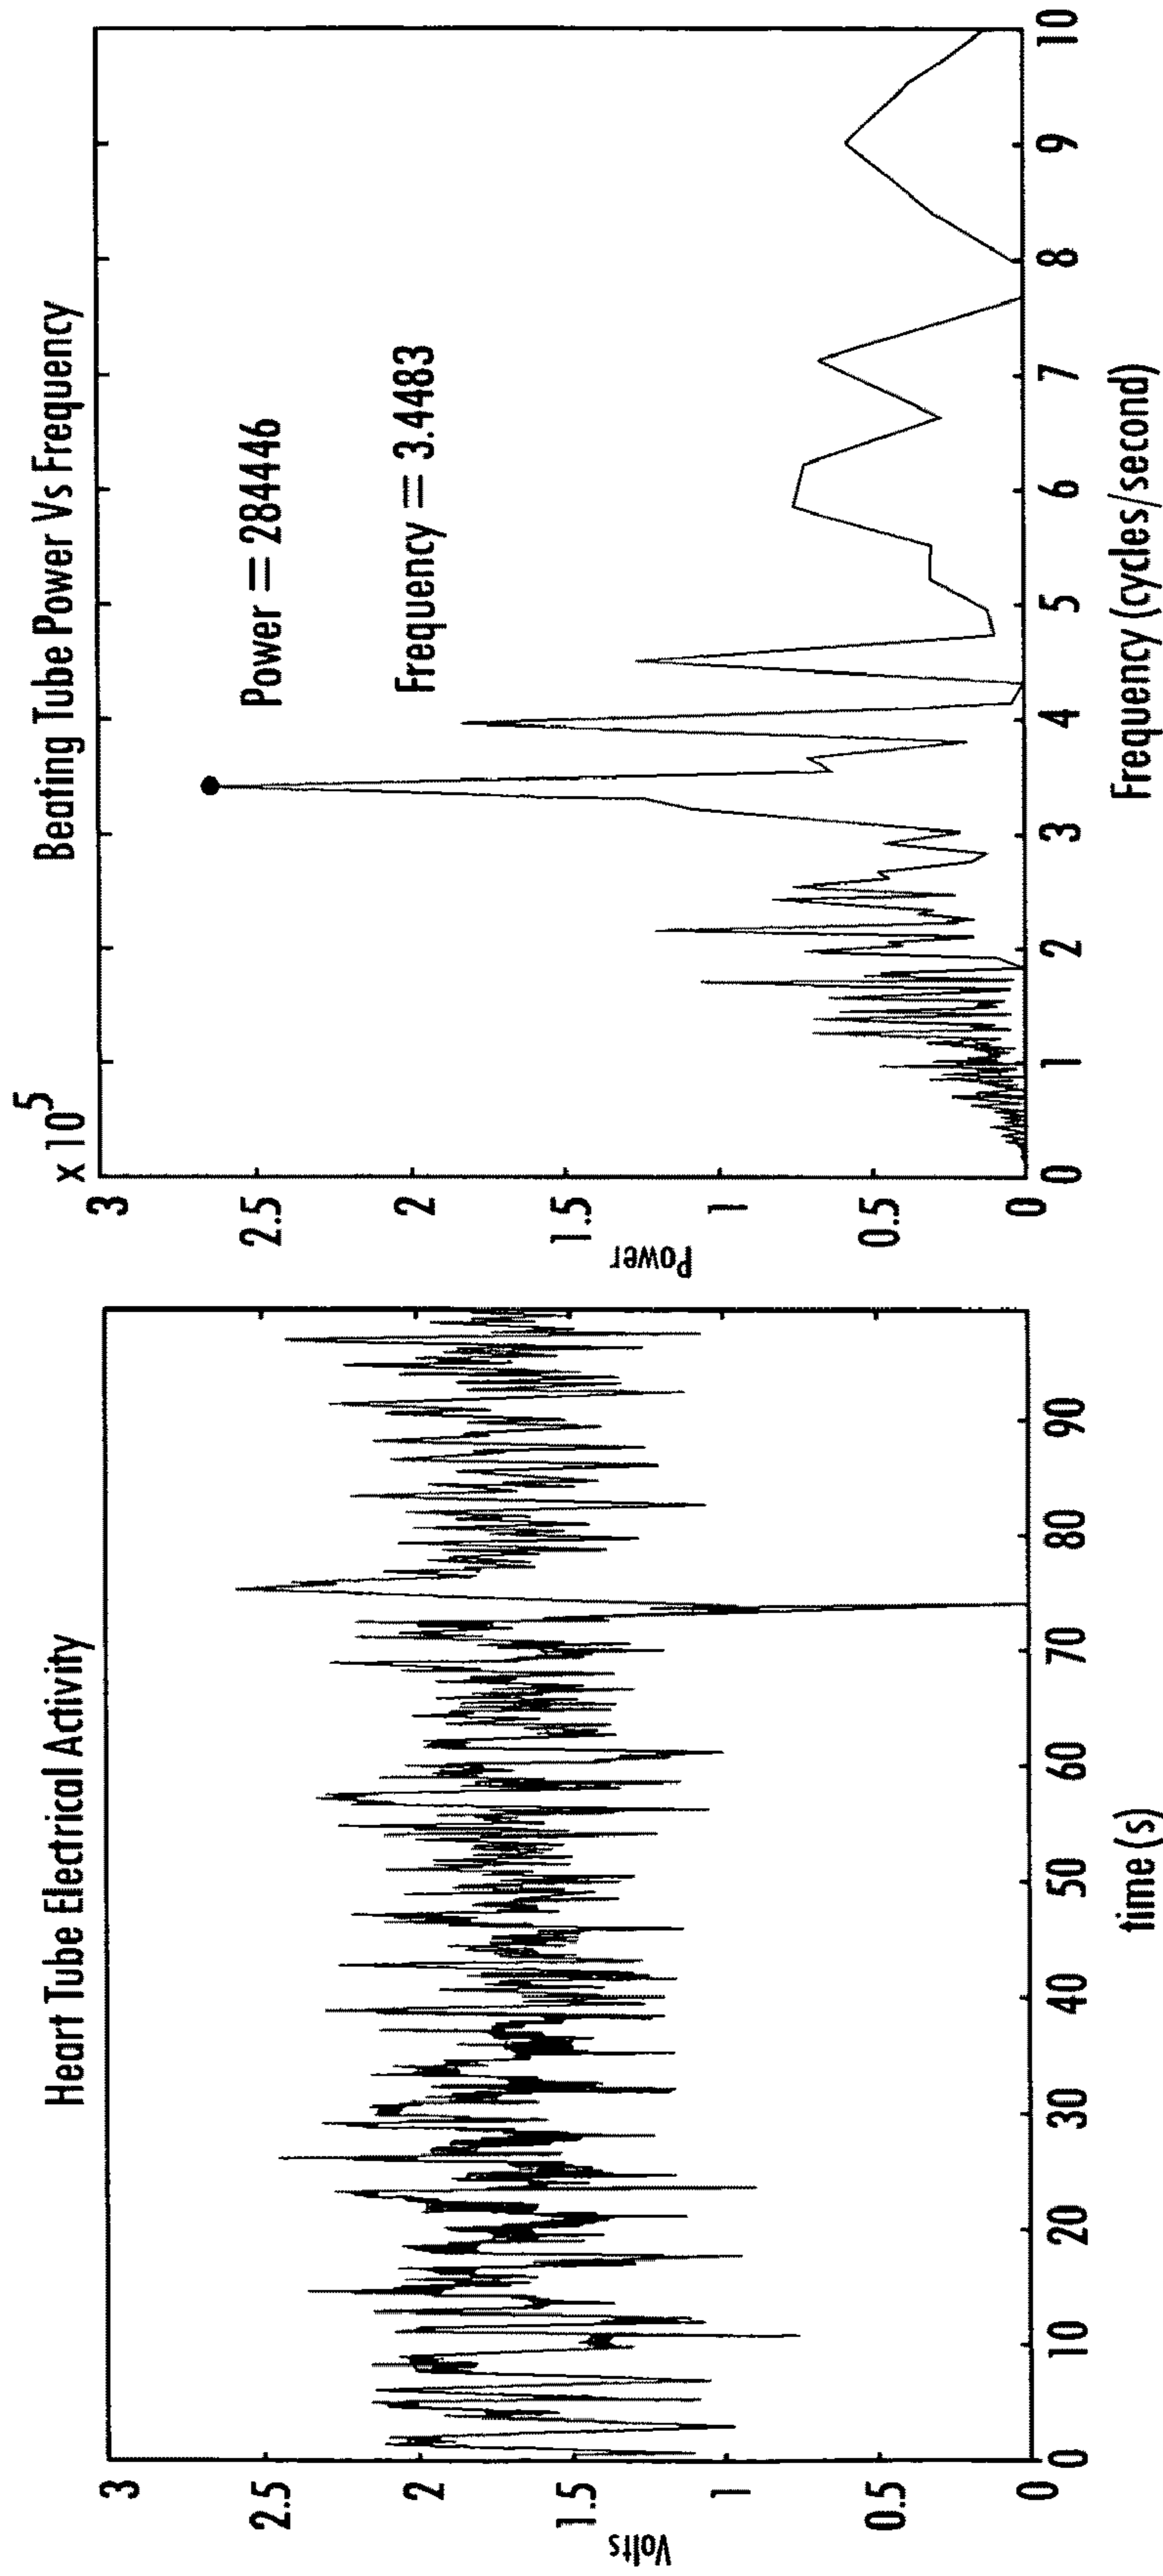 Heart Tube Electrical Activity
3
2.5
2
1.5
1
0.5
0
Volts
0 10 20 30 40 50 60 70 80 90
time (s)
Beating Tube Power Vs Frequency
x 10^5
3
2.5
2
1.5
1
0.5
0
Power
Power = 284446
Frequency = 3.4483
0 1 2 3 4 5 6 7 8 9 10
Frequency (cycles/second)